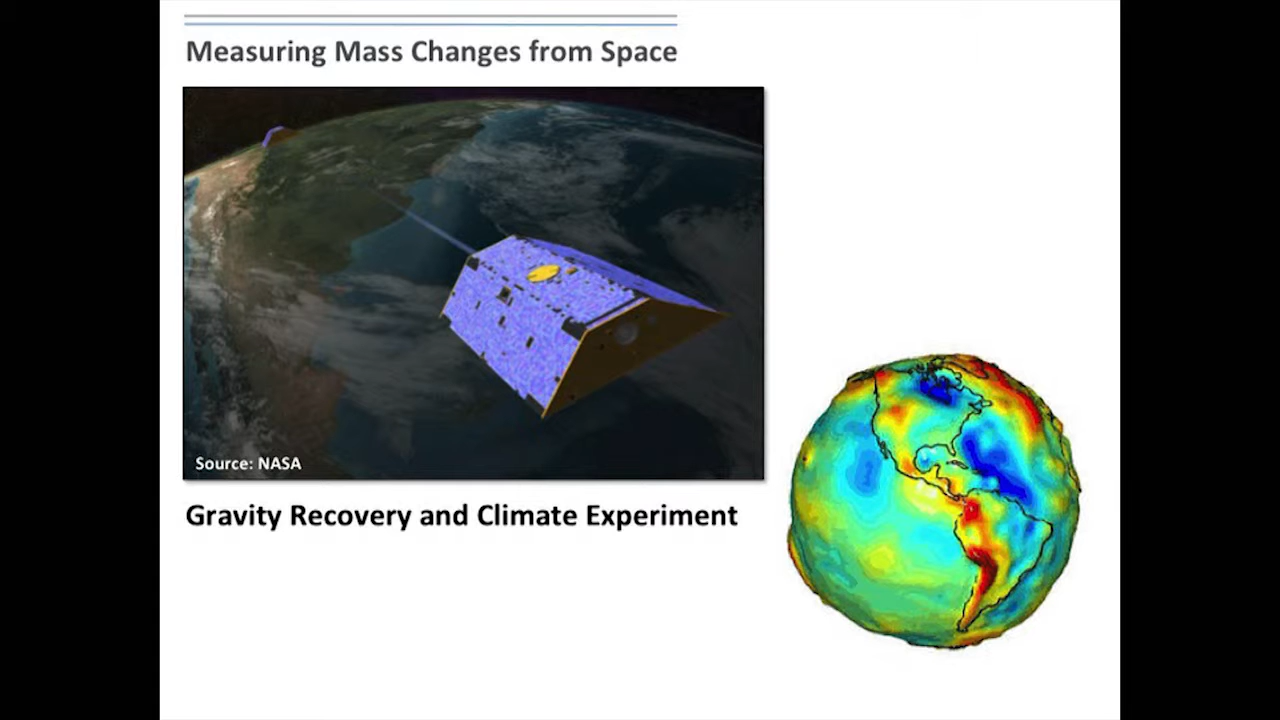 Measuring Mass Changes from Space
Source: NASA
Gravity Recovery and Climate Experiment